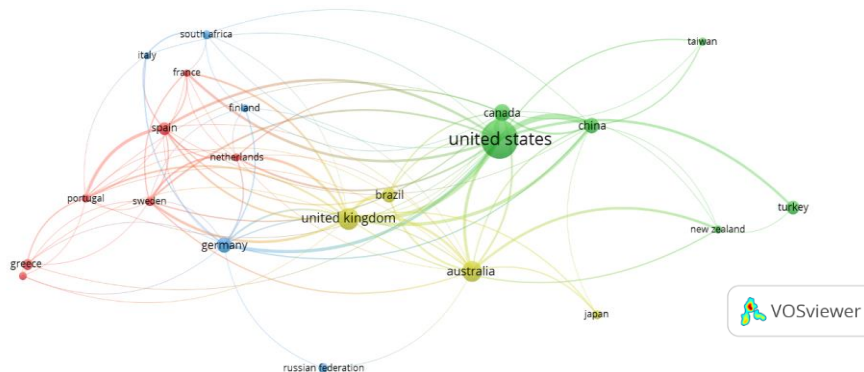 south africa
taiwan
italy
france
finland
canada
china
spain
united states
netherlands
brazil
portugal
sweden
turkey
united kingdom
new zealand
germany
greece
australia
japan
VOSviewer
russian federation